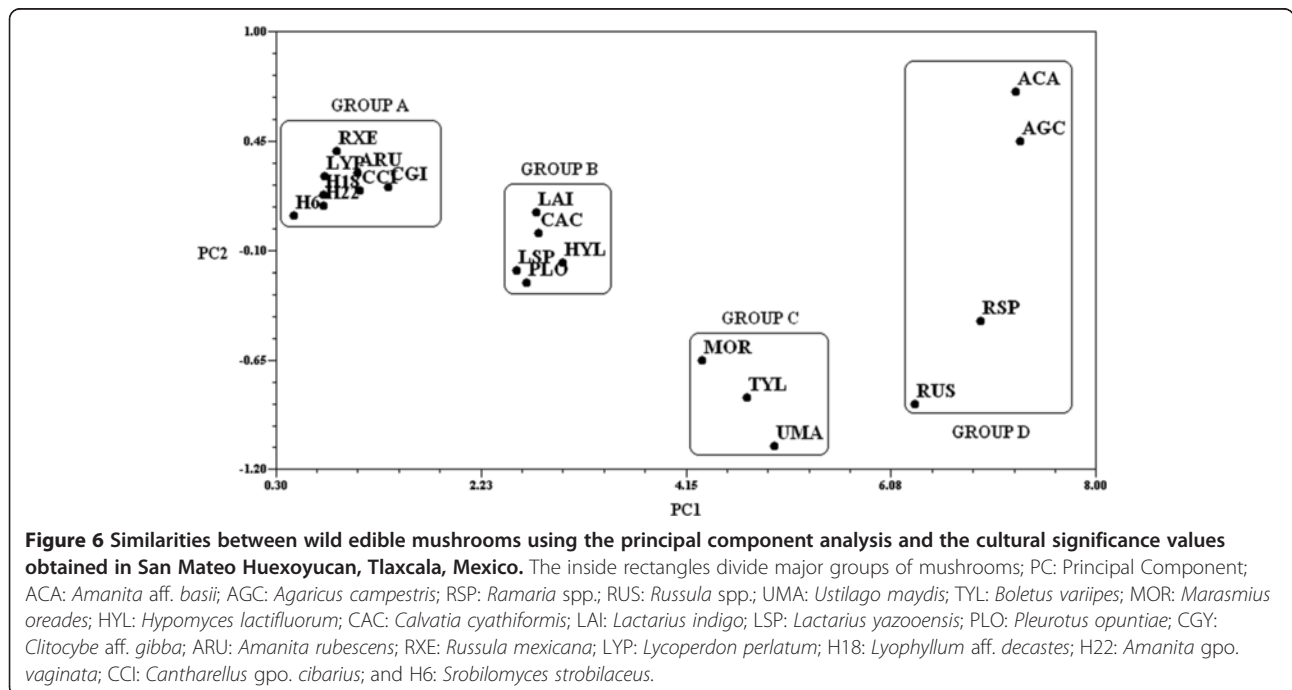 1.00
ACA
GROUP A
AGC
0.45
RXE
GROUP B
LYP ARU
H18 CCI CGI
H22
H6
LAI
CAC
PC2
-0.10
LSP HYL
PLO
GROUP C
RSP
-0.65
MOR
TYL
RUS
UMA
GROUP D
-1.20
0.30 2.23 4.15 6.08 8.00
PC1
Figure 6 Similarities between wild edible mushrooms using the principal component analysis and the cultural significance values
obtained in San Mateo Huexoyucan, Tlaxcala, Mexico. The inside rectangles divide major groups of mushrooms; PC: Principal Component;
ACA: Amanita aff. basii; AGC: Agaricus campestris; RSP: Ramaria spp.; RUS: Russula spp.; UMA: Ustilago maydis; TYL: Boletus variipes; MOR: Marasmius
oreades; HYL: Hypomyces lactifluorum; CAC: Calvatia cyathiformis; LAI: Lactarius indigo; LSP: Lactarius yazooensis; PLO: Pleurotus opuntiae; CGY:
Clitocybe aff. gibba; ARU: Amanita rubescens; RXE: Russula mexicana; LYP: Lycoperdon perlatum; H18: Lyophyllum aff. decastes; H22: Amanita gpo.
vaginata; CCI: Cantharellus gpo. cibarius; and H6: Srobilomyces strobilaceus.